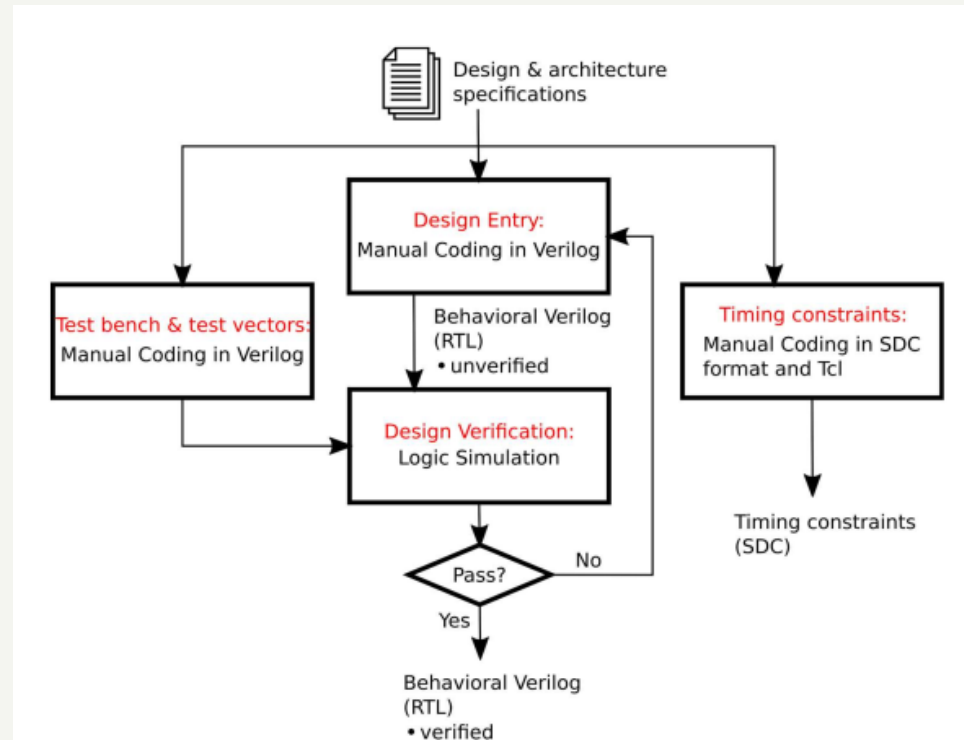 Design & architecture
specifications
Design Entry:
Manual Coding in Verilog
Test bench & test vectors:
Manual Coding in Verilog
Behavioral Verilog
(RTL)
• unverified
Timing constraints:
Manual Coding in SDC
format and Tcl
Design Verification:
Logic Simulation
Timing constraints
(SDC)
Pass?
No
Yes
Behavioral Verilog
(RTL)
• verified